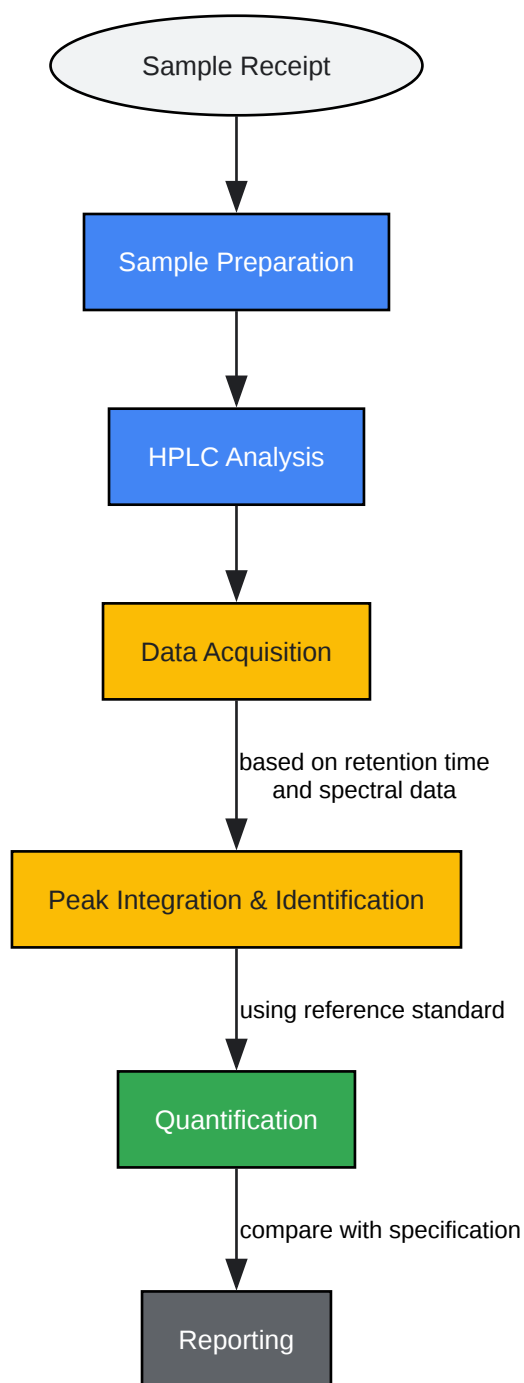 Sample Receipt
Sample Preparation
HPLC Analysis
Data Acquisition
based on retention time
and spectral data
Peak Integration & Identification
using reference standard
Quantification
compare with specification
Reporting